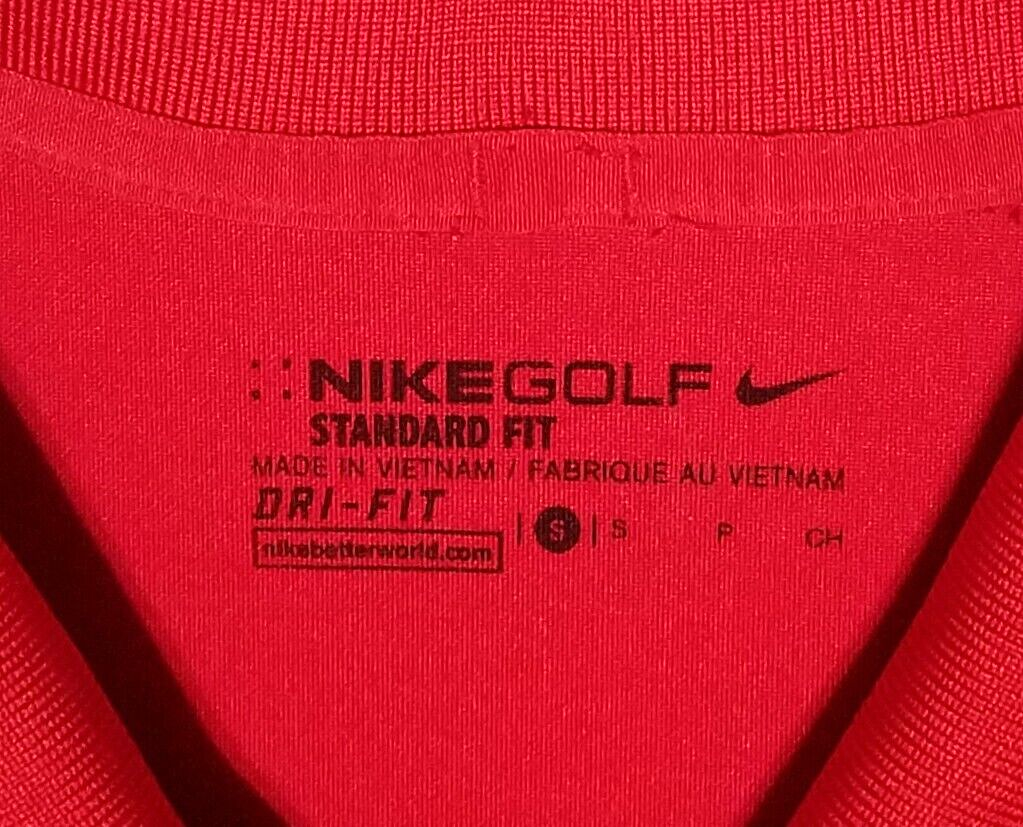 NIKEGOLF
STANDARD FIT
MADE IN VIETNAM / FABRIQUE AU VIETNAM
DRI-FIT
nikebetterworld.com | S | S P CH